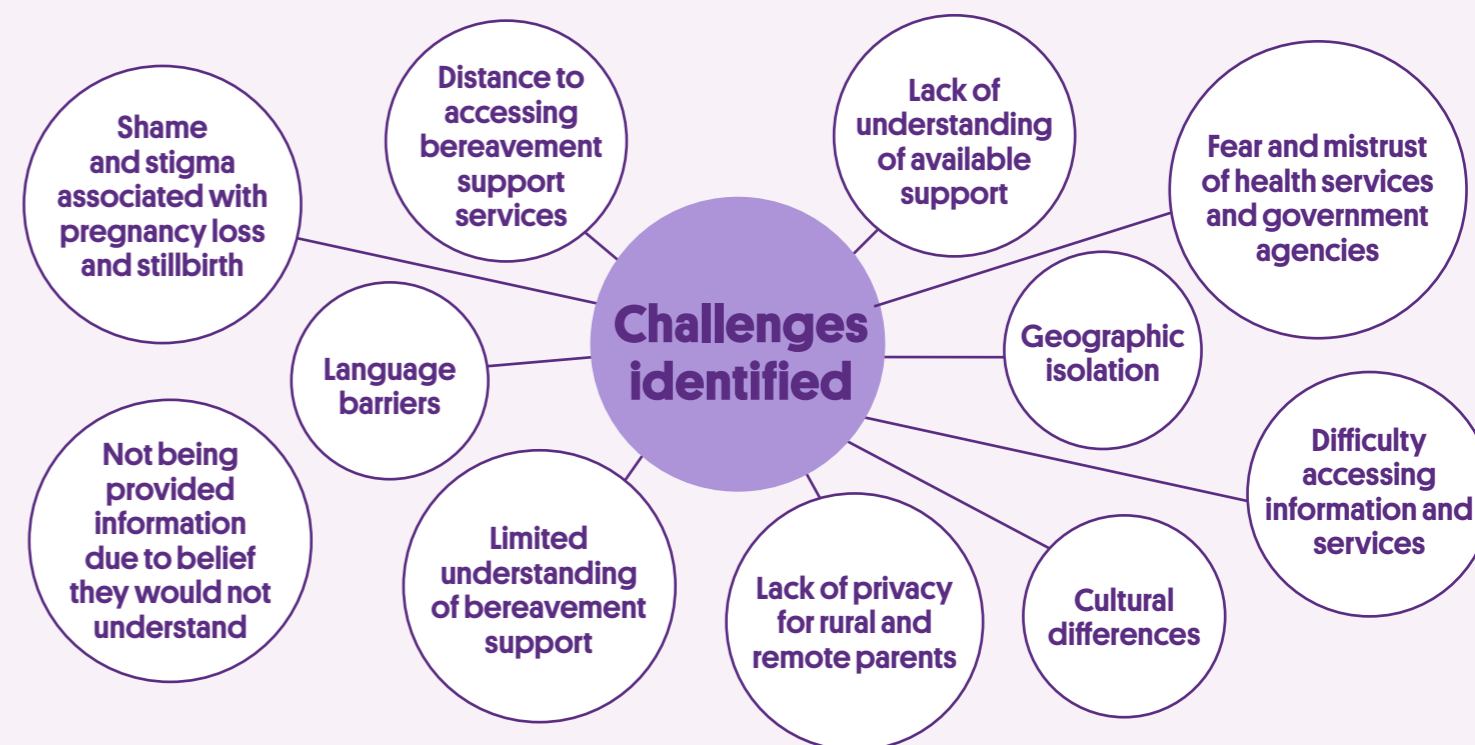 Shame
and stigma
associated with
pregnancy loss
and stillbirth
Distance to
accessing
bereavement
support
services
Lack of
understanding
of available
support
Fear and mistrust
of health services
and government
agencies
Challenges
identified
Language
barriers
Geographic
isolation
Not being
provided
information
due to belief
they would not
understand
Limited
understanding
of bereavement
support
Lack of privacy
for rural and
remote parents
Cultural
differences
Difficulty
accessing
information and
services